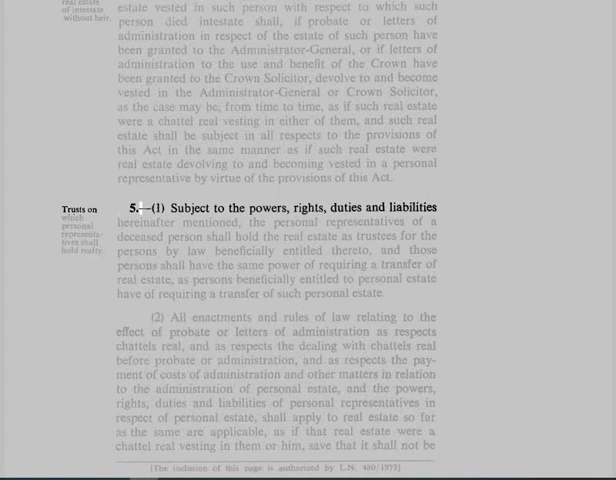 real estate
of intestate
without heir.
estate vested in such person with respect to which such
person died intestate shall, if probate or letters of
administration in respect of the estate of such person have
been granted to the Administrator-General, or if letters of
administration to the use and benefit of the Crown have
been granted to the Crown Solicitor, devolve to and become
vested in the Administrator-General or Crown Solicitor,
as the case may be, from time to time, as if such real estate
were a chattel real vesting in either of them, and such real
estate shall be subject in all respects to the provisions of
this Act in the same manner as if such real estate were
real estate devolving to and becoming vested in a personal
representative by virtue of the provisions of this Act.
Trusts on
which
personal
representa-
tives shall
hold realty.
5.—(1) Subject to the powers, rights, duties and liabilities
hereinafter mentioned, the personal representatives of a
deceased person shall hold the real estate as trustees for the
persons by law beneficially entitled thereto, and those
persons shall have the same power of requiring a transfer of
real estate, as persons beneficially entitled to personal estate
have of requiring a transfer of such personal estate.
(2) All enactments and rules of law relating to the
effect of probate or letters of administration as respects
chattels real, and as respects the dealing with chattels real
before probate or administration, and as respects the pay-
ment of costs of administration and other matters in relation
to the administration of personal estate, and the powers,
rights, duties and liabilities of personal representatives in
respect of personal estate, shall apply to real estate so far
as the same are applicable, as if that real estate were a
chattel real vesting in them or him, save that it shall not be
[The inclusion of this page is authorized by L.N. 480/1973]